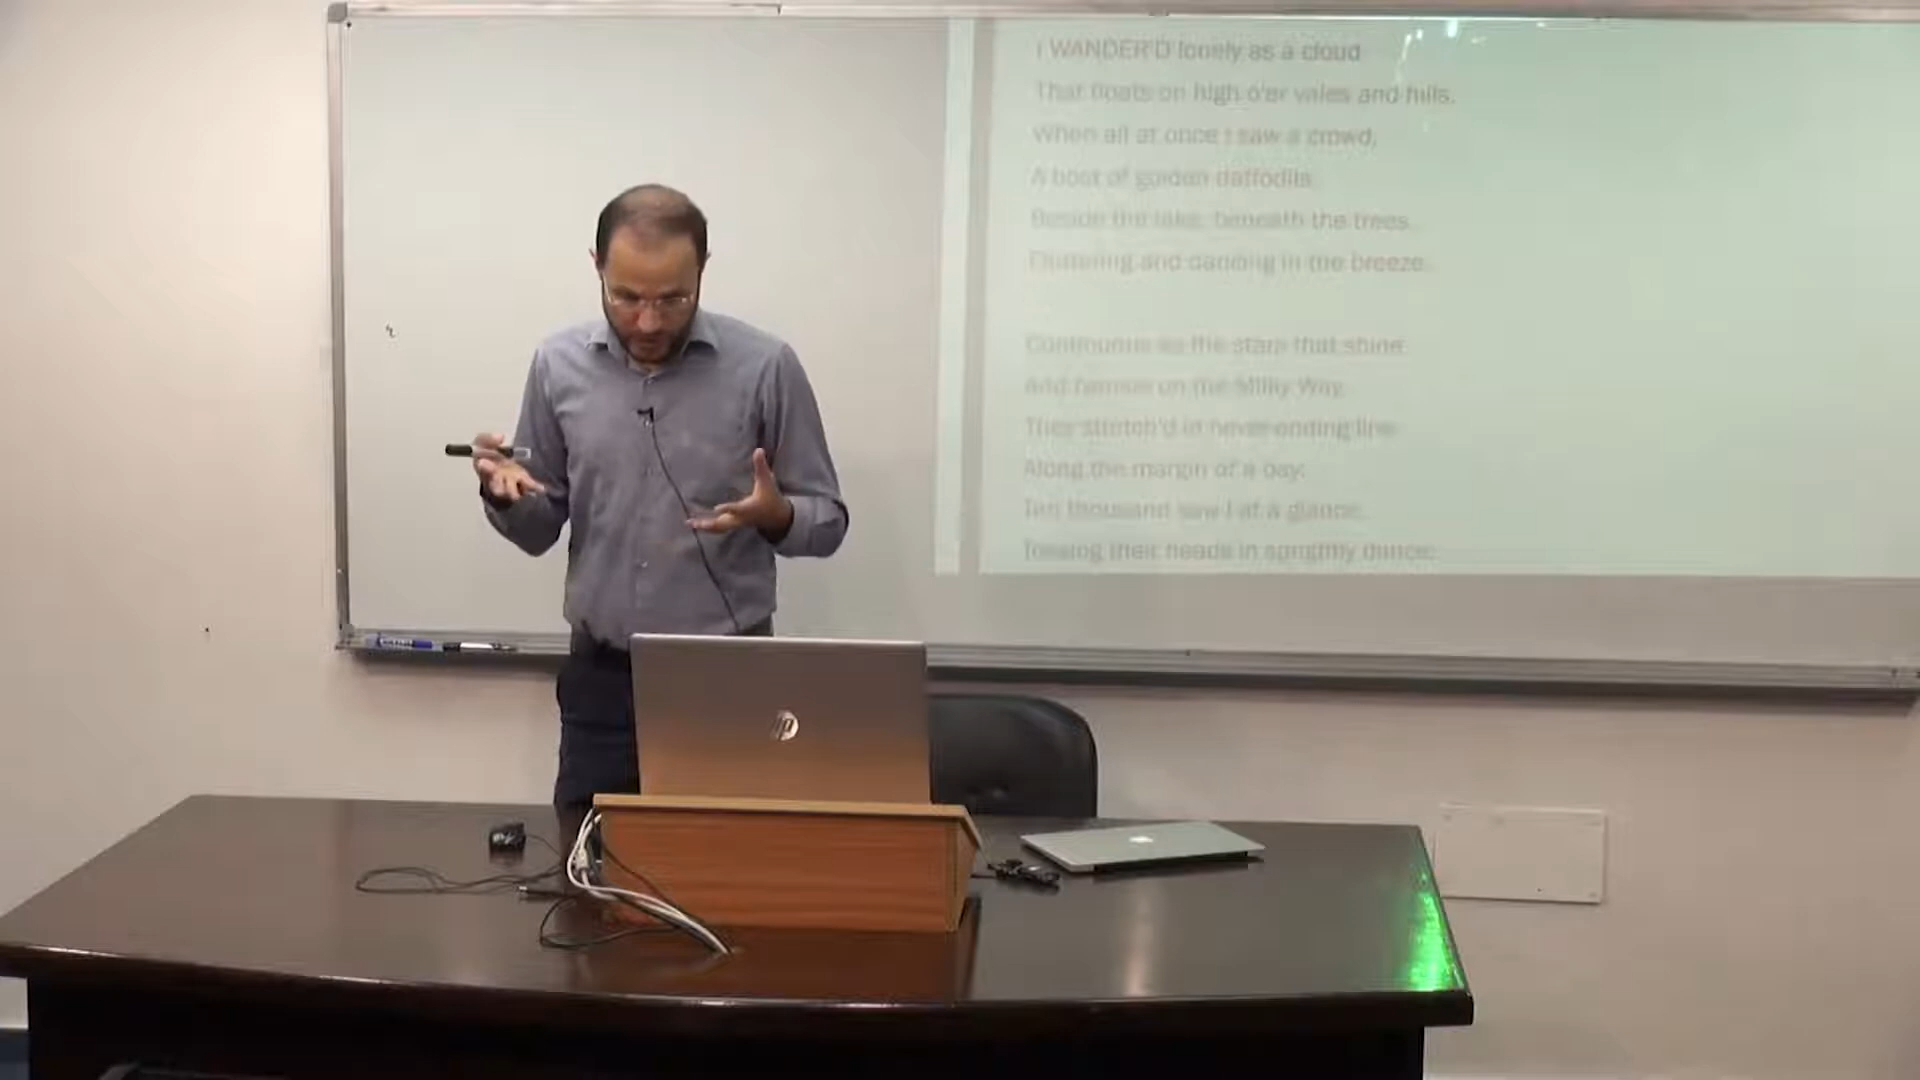 I WANDER'D lonely as a cloud
That floats on high o'er vales and hills,
When all at once I saw a crowd,
A host of golden daffodils,
Beside the lake, beneath the trees
Fluttering and dancing in the breeze.
Continuous as the stars that shine
And twinkle on the Milky Way,
They stretch'd in never-ending line
Along the margin of a bay:
Ten thousand saw I at a glance
Tossing their heads in sprightly dance.
hp